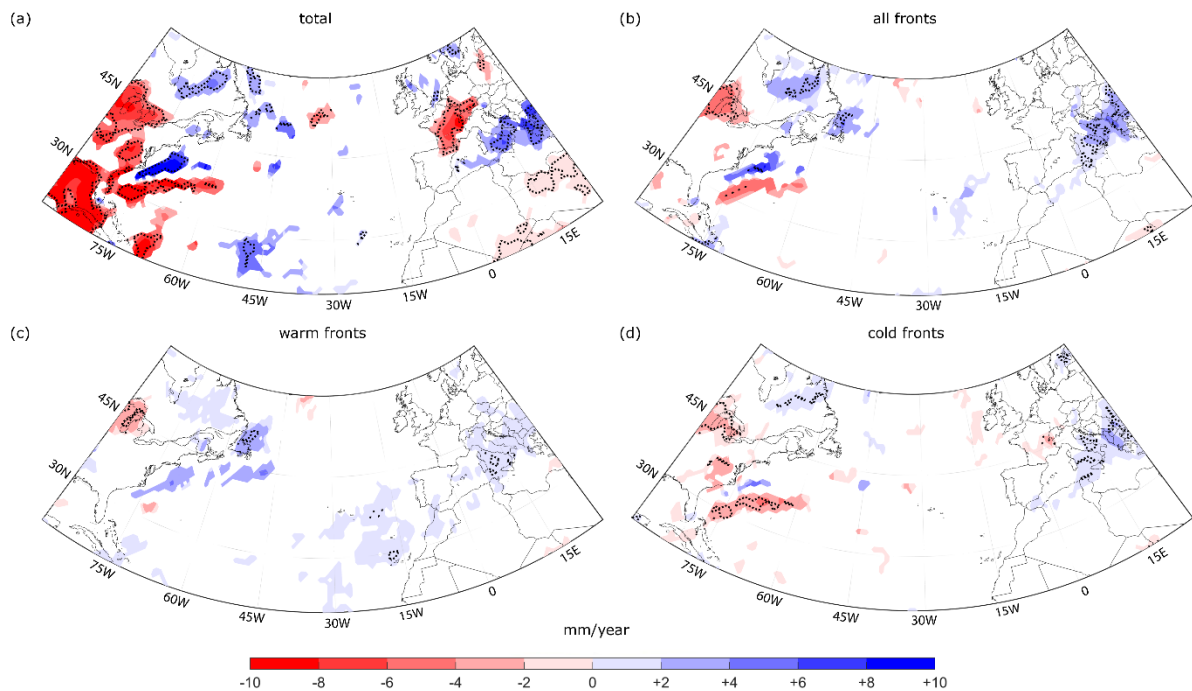 (a) total
(b) all fronts
45N
30N
75W
60W
45W
30W
15W
0
15E
45N
30N
75W
60W
45W
30W
15W
0
15E
(c) warm fronts
(d) cold fronts
45N
30N
75W
60W
45W
30W
15W
0
15E
45N
30N
75W
60W
45W
30W
15W
0
15E
mm/year
-10 -8 -6 -4 -2 0 +2 +4 +6 +8 +10